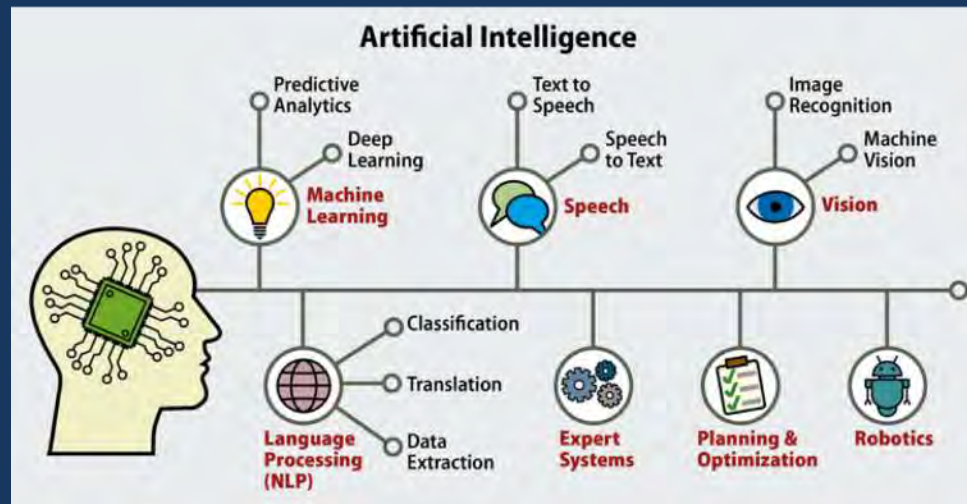 Artificial Intelligence
Predictive
Analytics
Deep
Learning
Machine
Learning
Text to
Speech
Speech
to Text
Speech
Image
Recognition
Machine
Vision
Vision
Classification
Translation
Data
Extraction
Language
Processing
(NLP)
Expert
Systems
Planning &
Optimization
Robotics